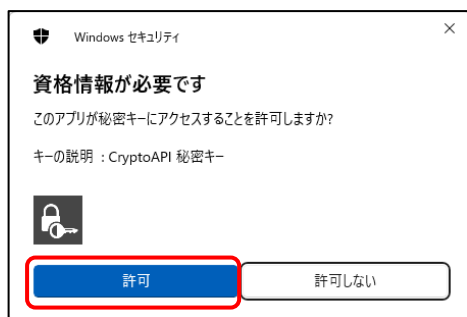 Windows セキュリティ
資格情報が必要です
このアプリが秘密キーにアクセスすることを許可しますか?
キーの説明 : CryptoAPI 秘密キー
許可
許可しない